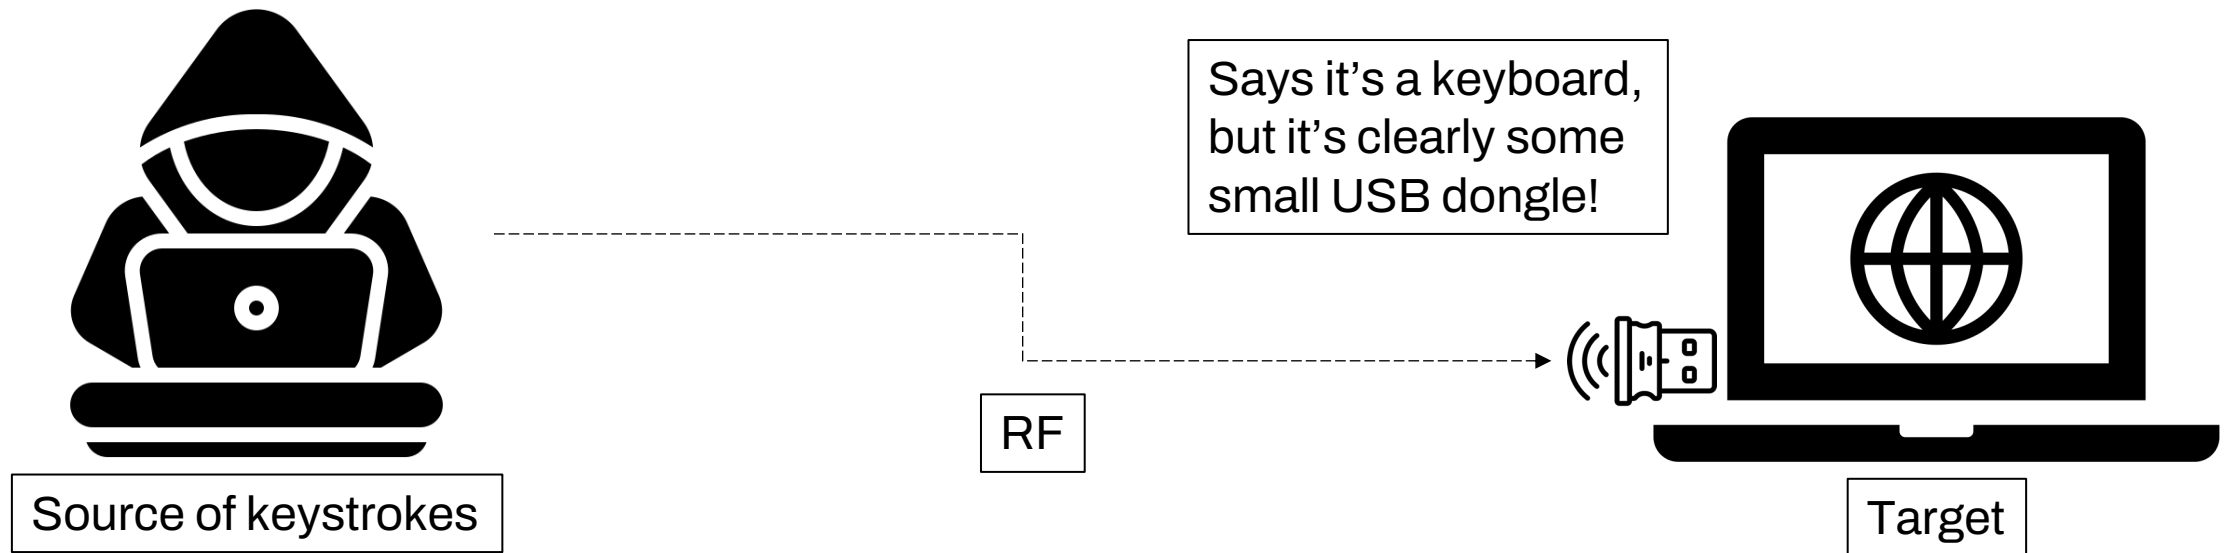 Says it’s a keyboard,
but it’s clearly some
small USB dongle!
RF
Source of keystrokes
Target